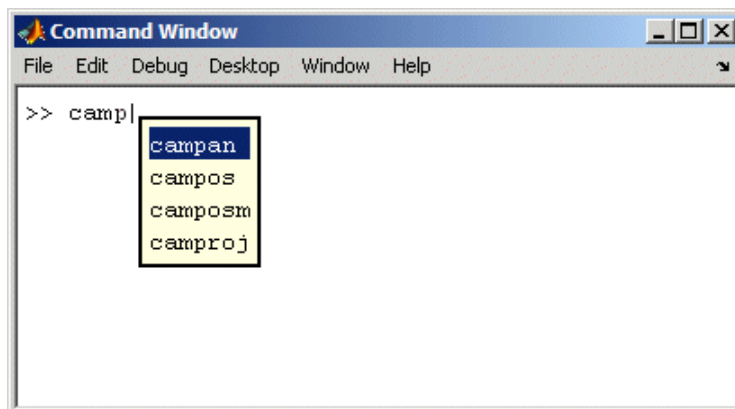 Command Window
File Edit Debug Desktop Window Help
>> camp
campan
campos
camposm
camproj